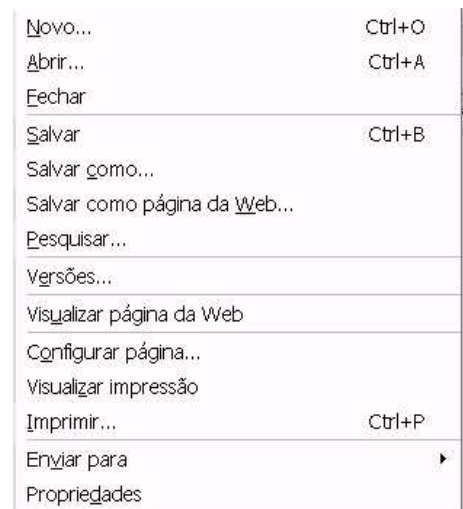 Novo... Ctrl+O
Abrir... Ctrl+A
Fechar
Salvar Ctrl+B
Salvar como...
Salvar como página da Web...
Pesquisar...
Versões...
Visualizar página da Web
Configurar página...
Visualizar impressão
Imprimir... Ctrl+P
Enviar para
Propriedades